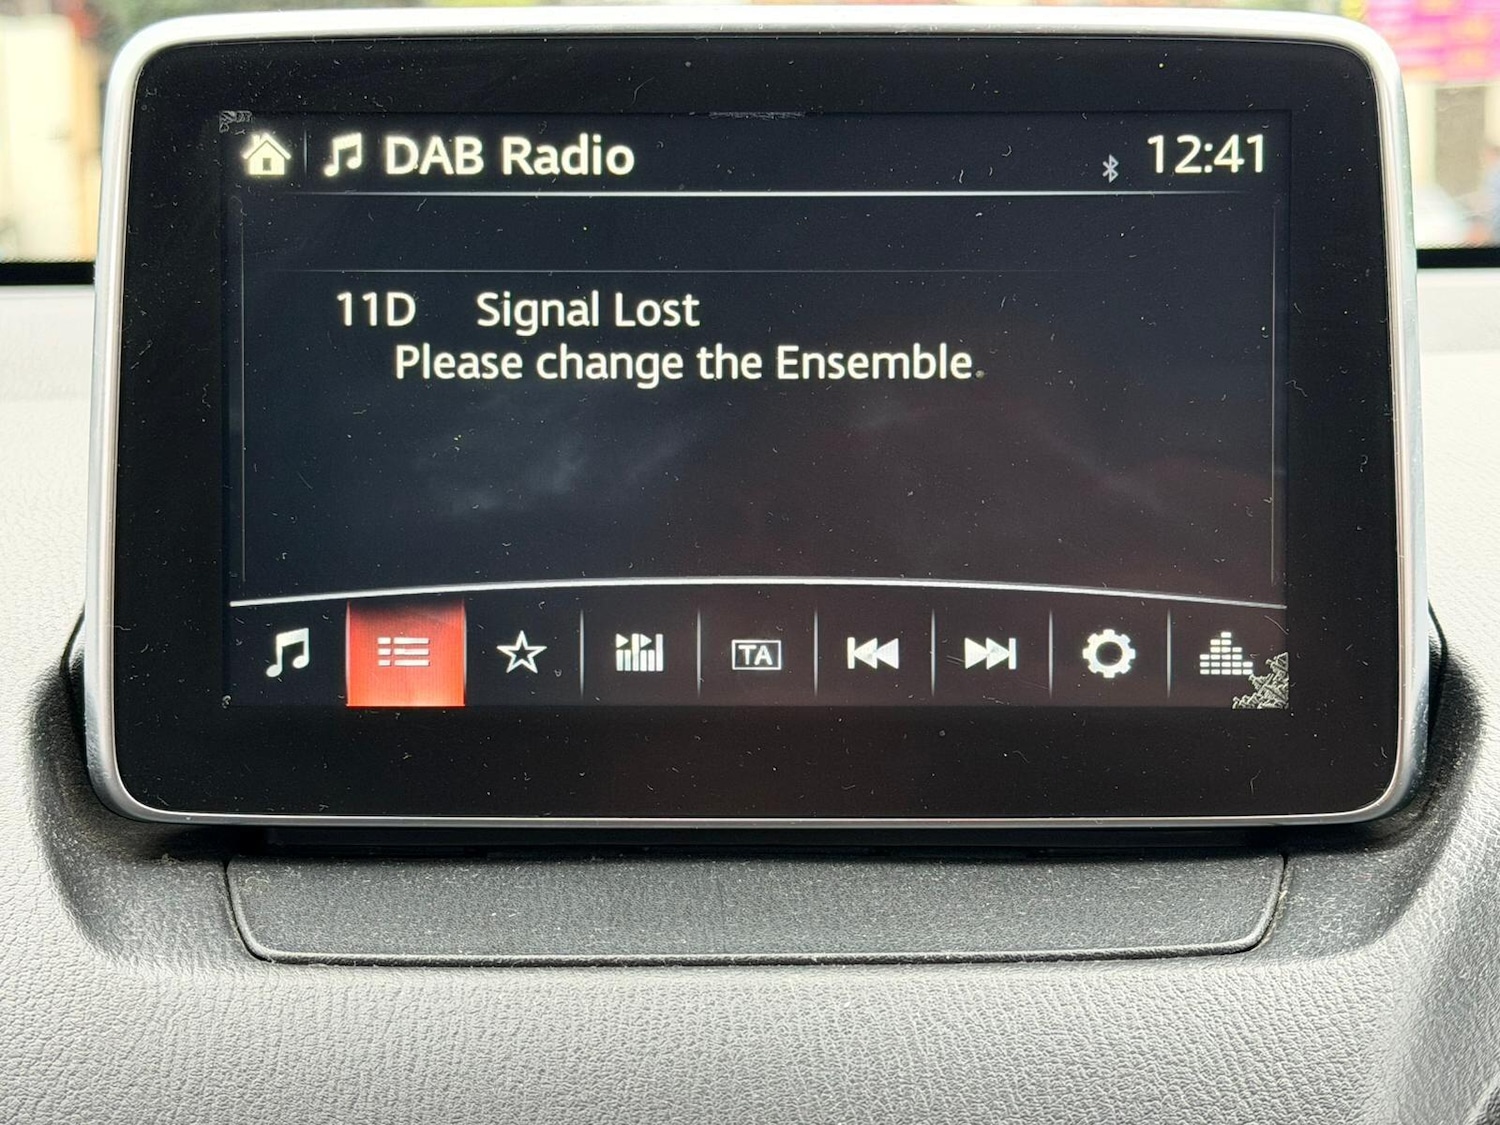 DAB Radio 12:41
11D Signal Lost
Please change the Ensemble.
TA